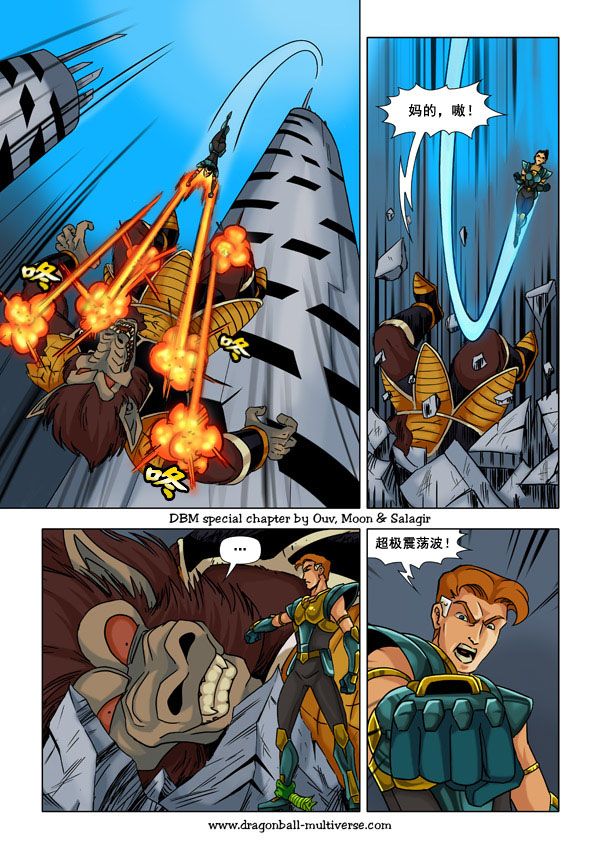 妈的，嗷！
咚
咚
咚
DBM special chapter by Ouv, Moon & Salagir
...
超极震荡波！
www.dragonball-multiverse.com